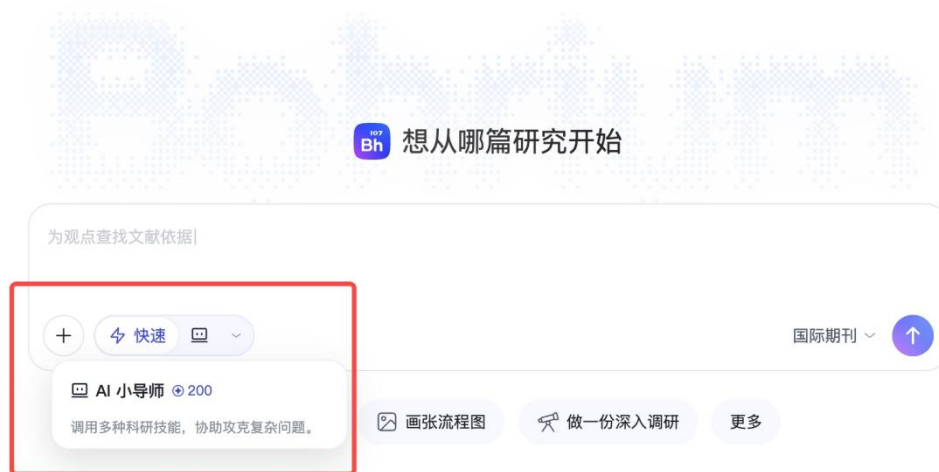 Bohrium
107
Bh 想从哪篇研究开始
为观点查找文献依据
快速
国际期刊
AI 小导师 200
调用多种科研技能，协助攻克复杂问题。
画张流程图 做一份深入调研 更多